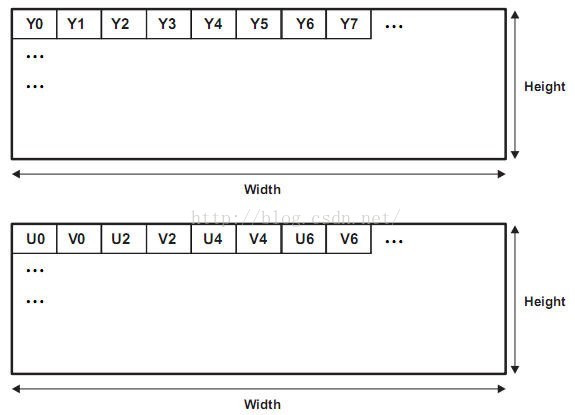 Y0 Y1 Y2 Y3 Y4 Y5 Y6 Y7 ...
...
...
Height
Width
http://blog.csdn.net/
U0 V0 U2 V2 U4 V4 U6 V6 ...
...
...
Height
Width